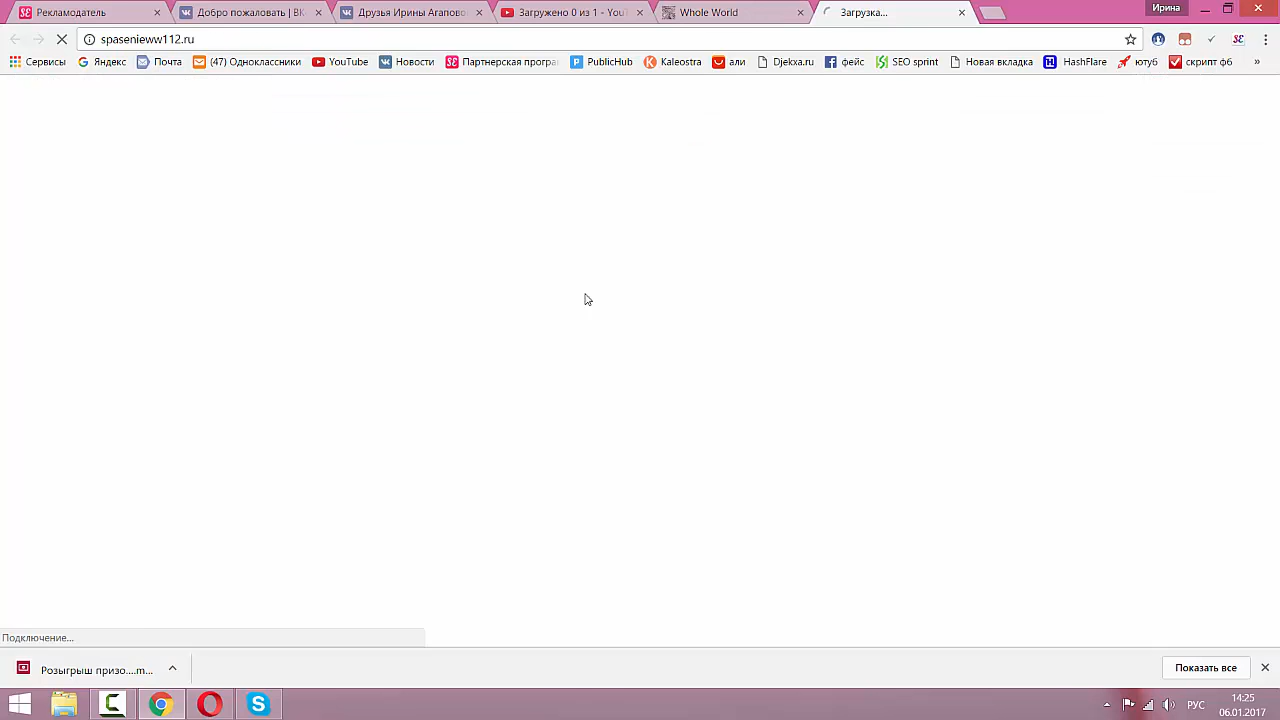 Рекламодатель
Добро пожаловать | ВК
Друзья Ирины Агапово
Загружено 0 из 1 - YouT
Whole World
Загрузка...
Ирина
spasenieww112.ru
Сервисы
Яндекс
Почта
(47) Одноклассники
YouTube
Новости
Партнерская програ
PublicHub
Kaleostra
али
Djekxa.ru
фейс
SEO sprint
Новая вкладка
HashFlare
ютуб
скрипт фб
»
Подключение...
Розыгрыш призо....m...
Показать все
РУС
14:25
06.01.2017